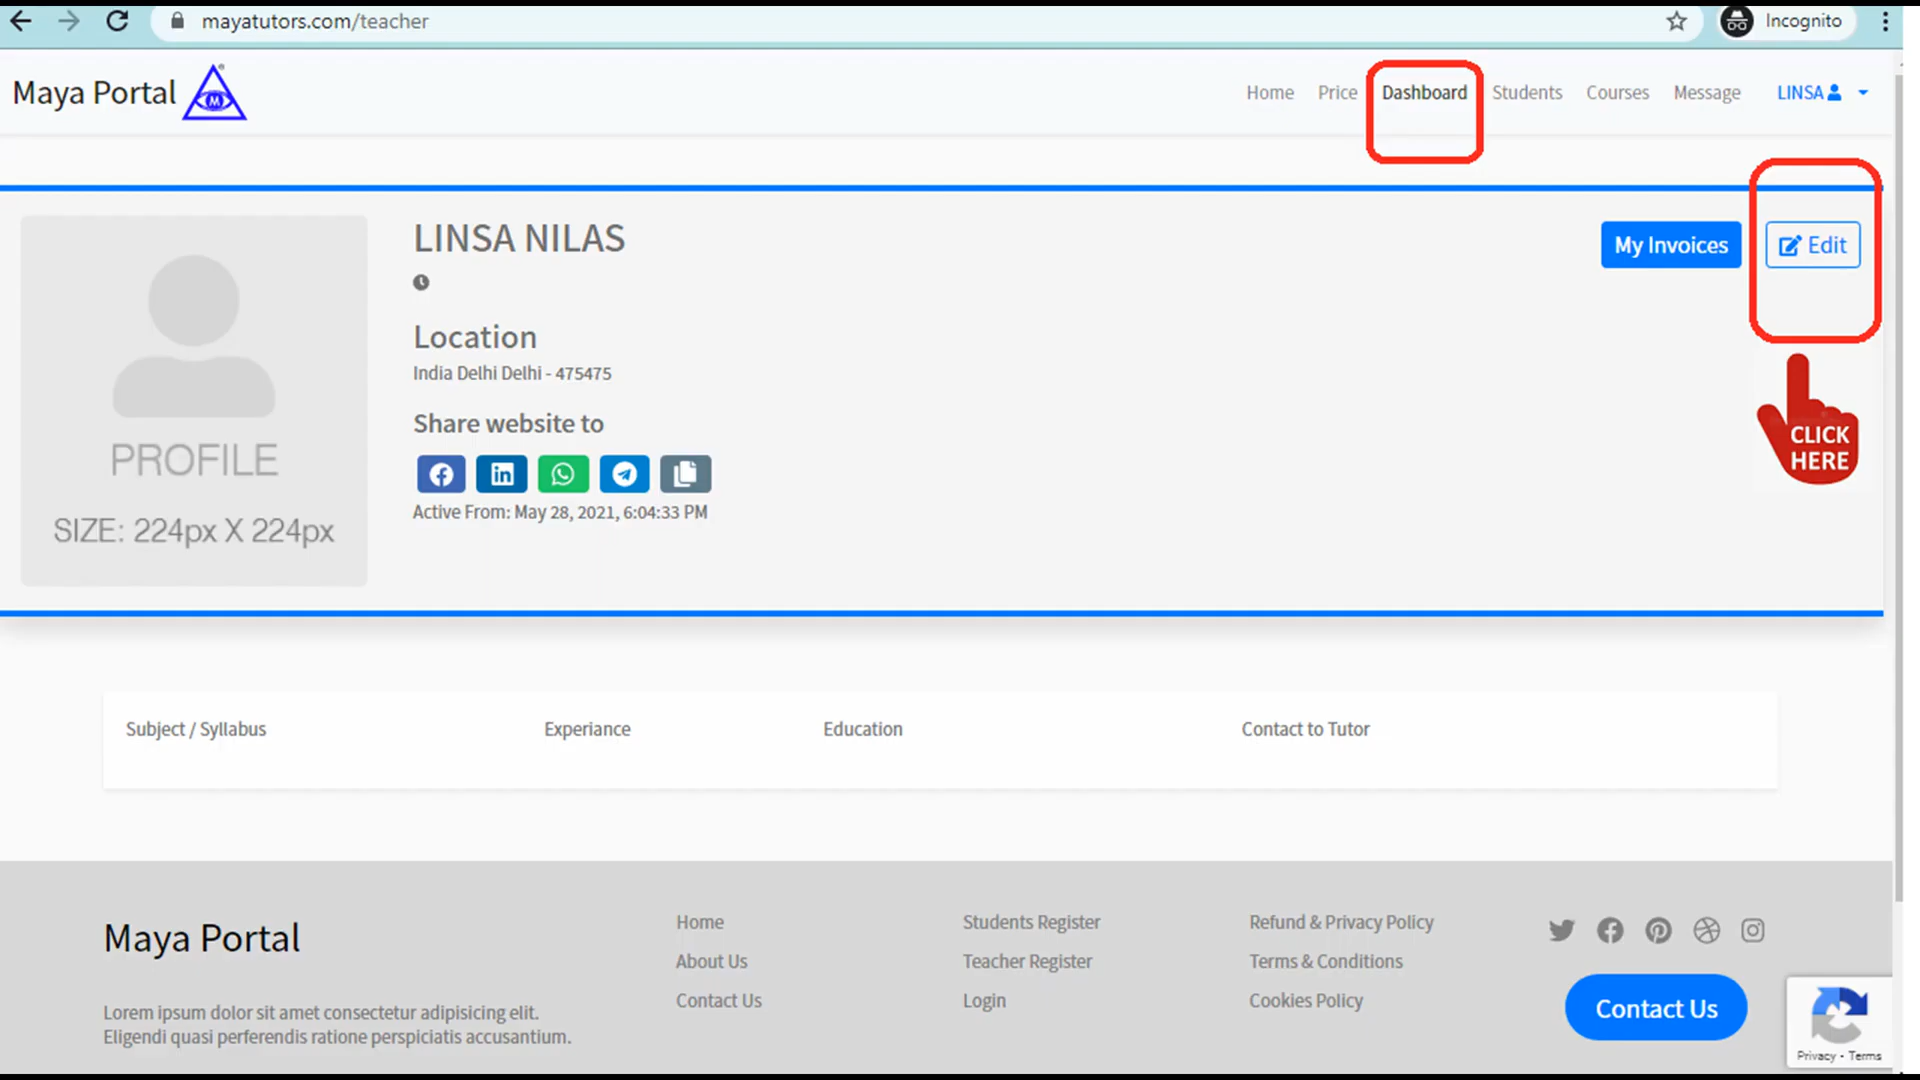 mayatutors.com/teacher
Incognito
Maya Portal
M
Home Price Dashboard Students Courses Message LINSA
LINSA NILAS
My Invoices
Edit
Location
India Delhi Delhi - 475475
Share website to
Active From: May 28, 2021, 6:04:33 PM
PROFILE
SIZE: 224px X 224px
CLICK
HERE
Subject / Syllabus Experiance Education Contact to Tutor
Maya Portal
Lorem ipsum dolor sit amet consectetur adipisicing elit.
Eligendi quasi perferendis ratione perspiciatis accusantium.
Home
About Us
Contact Us
Students Register
Teacher Register
Login
Refund & Privacy Policy
Terms & Conditions
Cookies Policy
Contact Us
Privacy - Terms